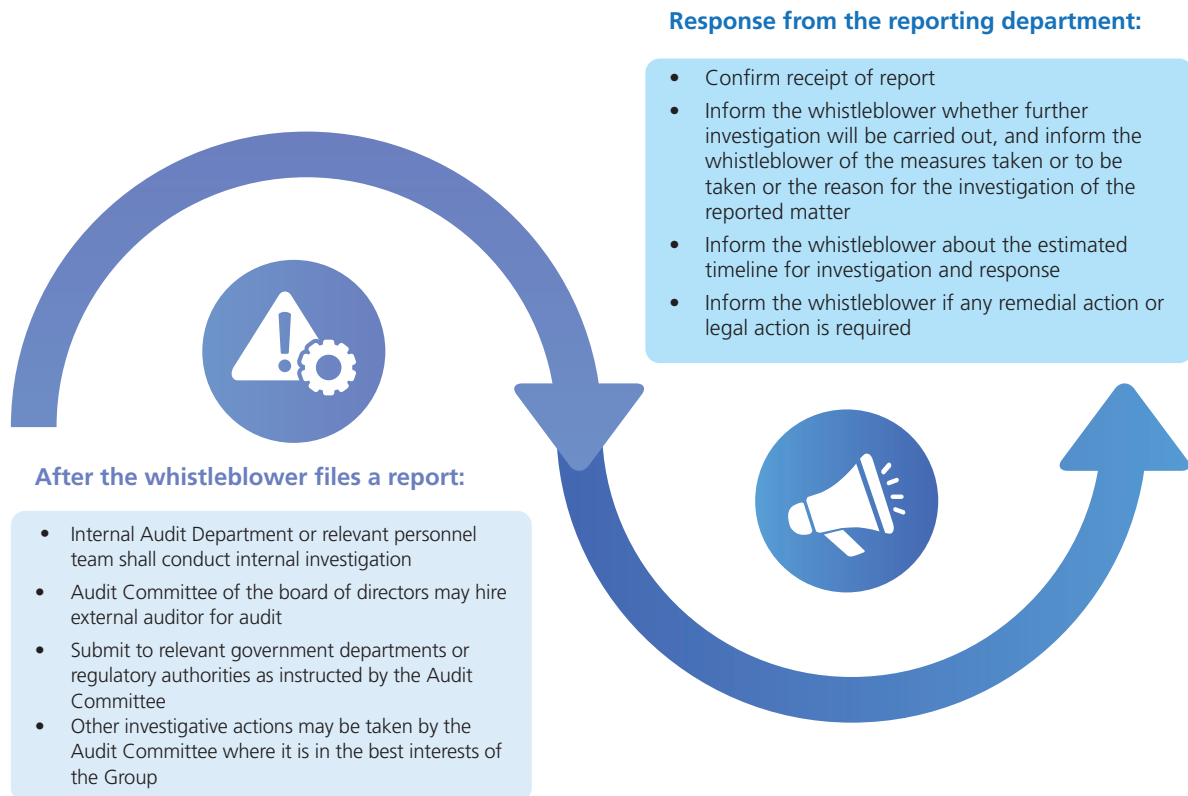 After the whistleblower files a report:
• Internal Audit Department or relevant personnel
team shall conduct internal investigation
• Audit Committee of the board of directors may hire
external auditor for audit
• Submit to relevant government departments or
regulatory authorities as instructed by the Audit
Committee
• Other investigative actions may be taken by the
Audit Committee where it is in the best interests of
the Group
Response from the reporting department:
• Confirm receipt of report
• Inform the whistleblower whether further
investigation will be carried out, and inform the
whistleblower of the measures taken or to be
taken or the reason for the investigation of the
reported matter
• Inform the whistleblower about the estimated
timeline for investigation and response
• Inform the whistleblower if any remedial action or
legal action is required